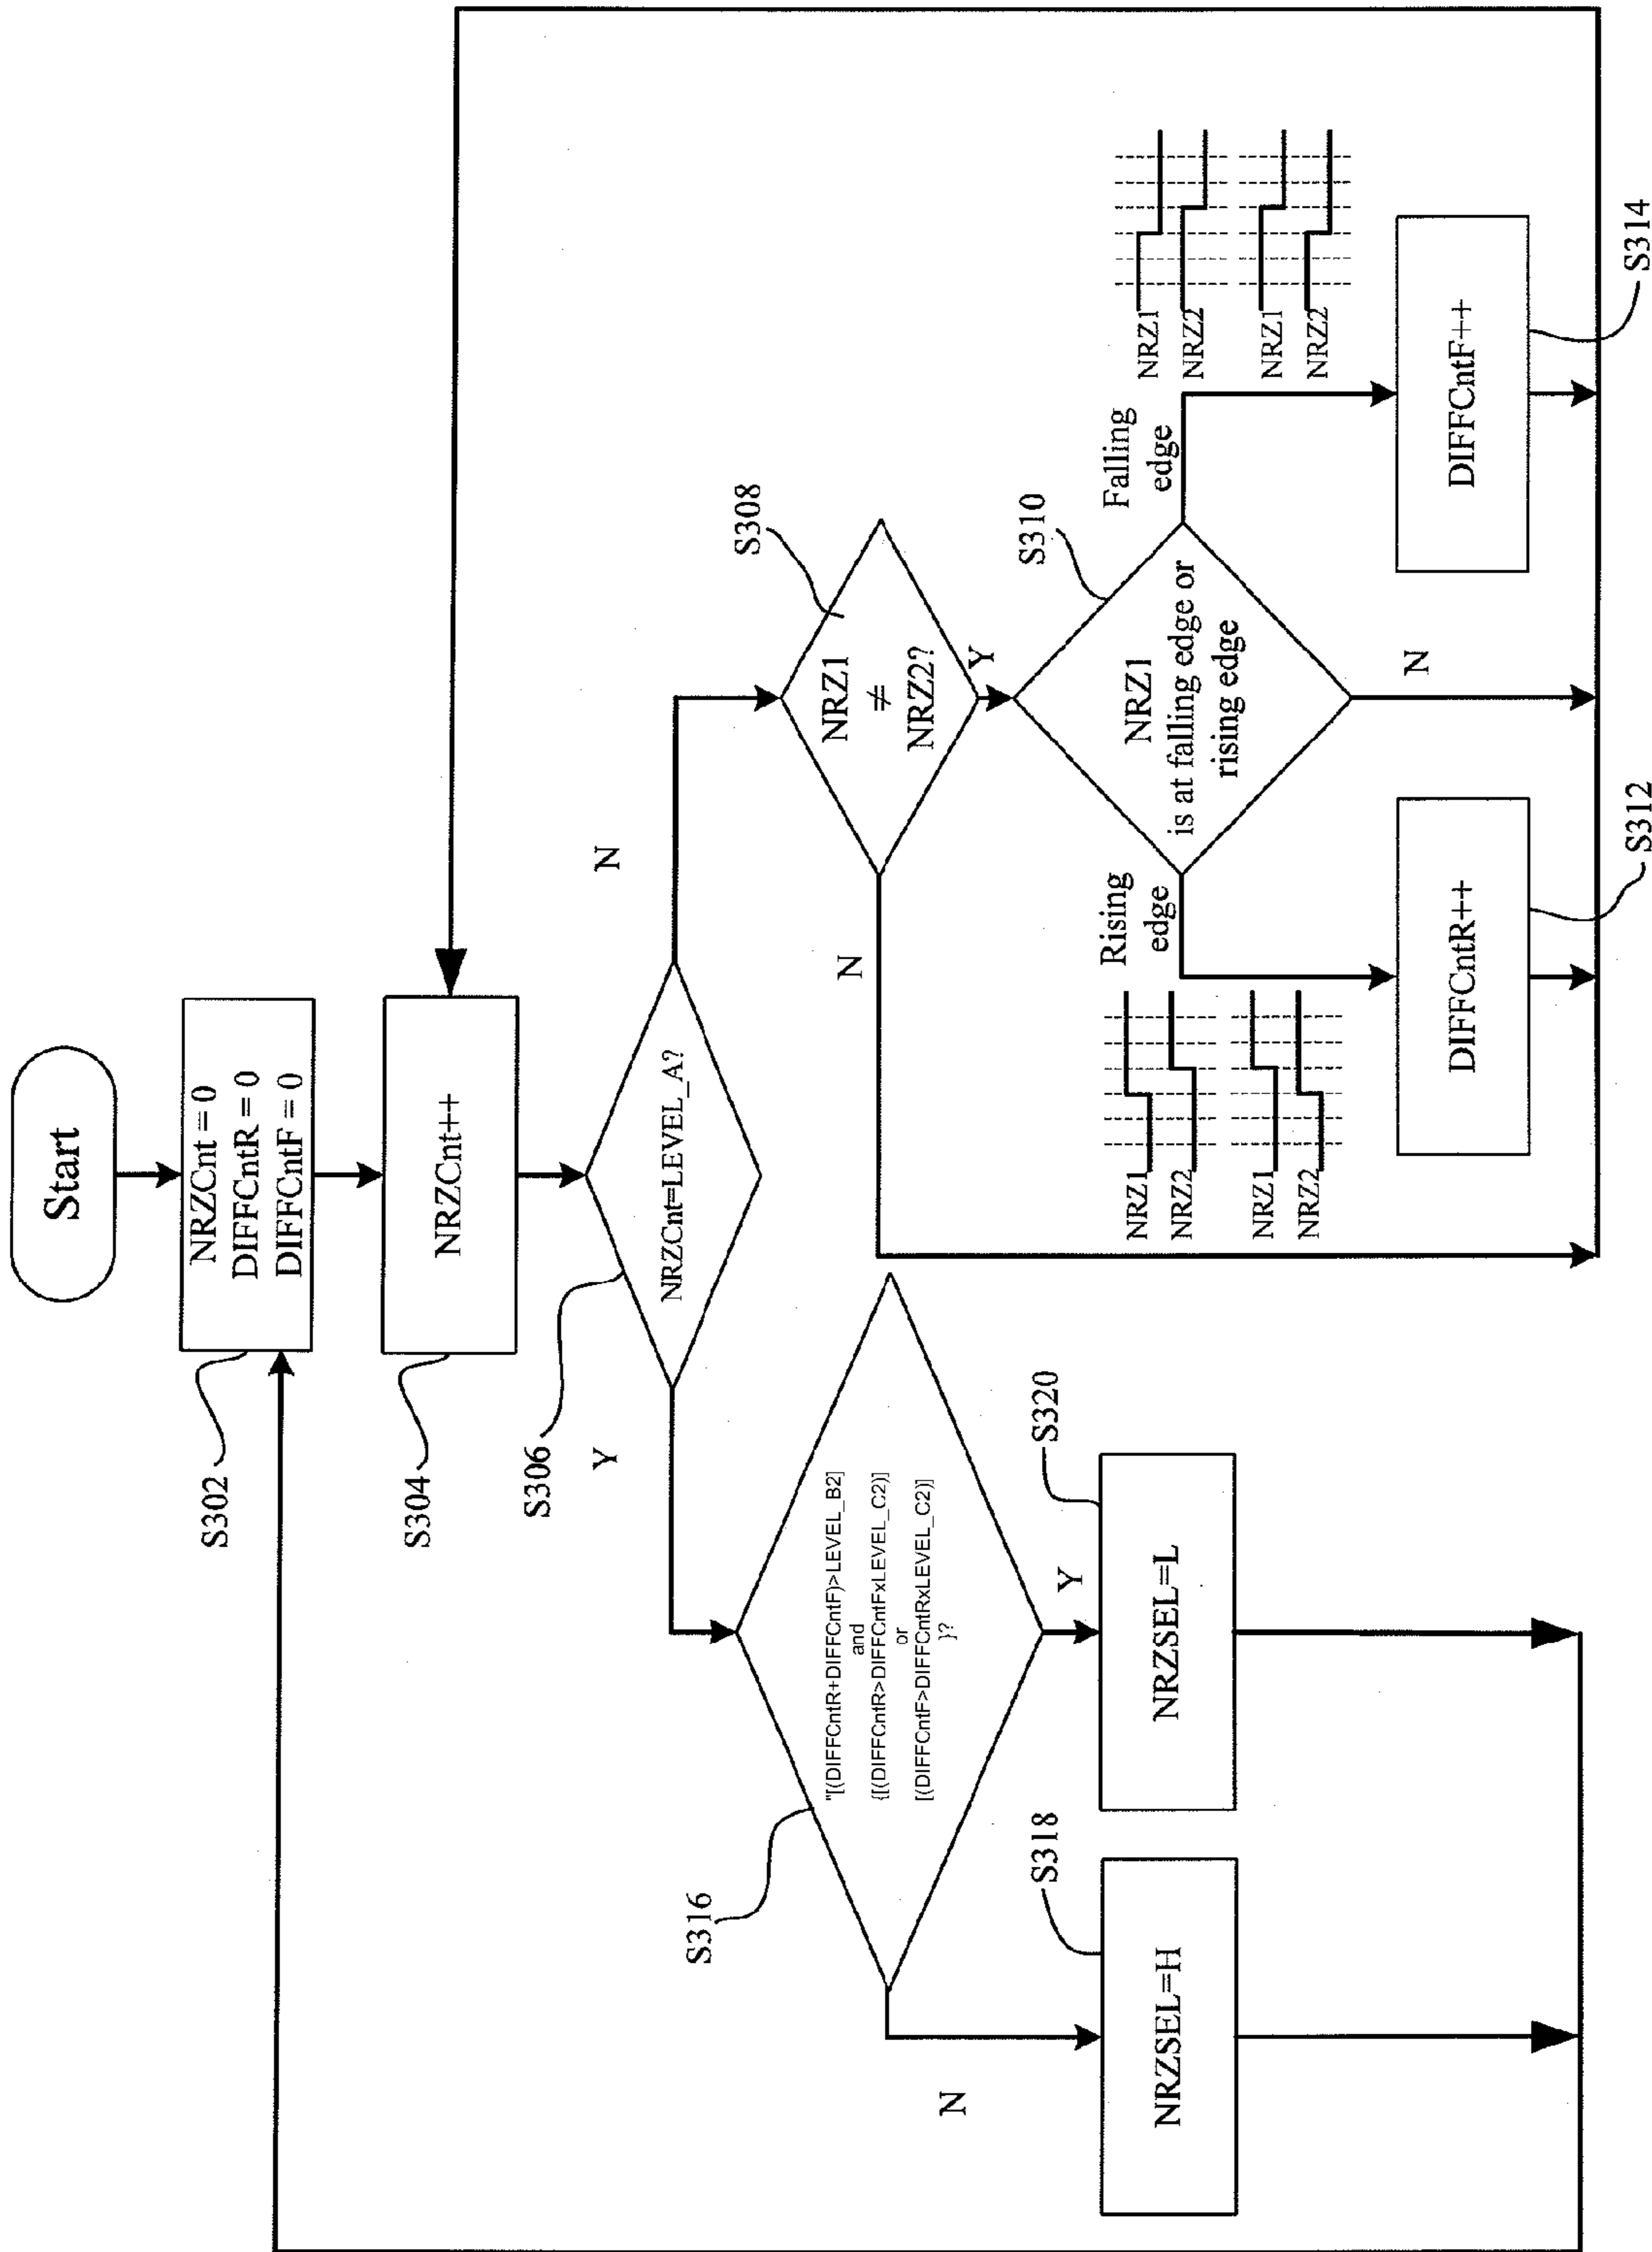 Start
NRZCnt = 0
DIFFCntR = 0
DIFFCntF = 0
S302
NRZCnt++
S304
NRZCnt=LEVEL_A?
S306
Y
N
"[(DIFFCntR+DIFFCntF)>LEVEL_B2]
and
{[(DIFFCntR>DIFFCntFxLEVEL_C2)]
or
[(DIFFCntF>DIFFCntRxLEVEL_C2)]
}?
S316
N
Y
NRZSEL=H
S318
NRZSEL=L
S320
NRZ1
≠
NRZ2?
S308
N
Y
NRZ1
is at falling edge or
rising edge
S310
Rising
edge
Falling
edge
N
NRZ1
NRZ2
NRZ1
NRZ2
NRZ1
NRZ2
NRZ1
NRZ2
DIFFCntR++
S312
DIFFCntF++
S314